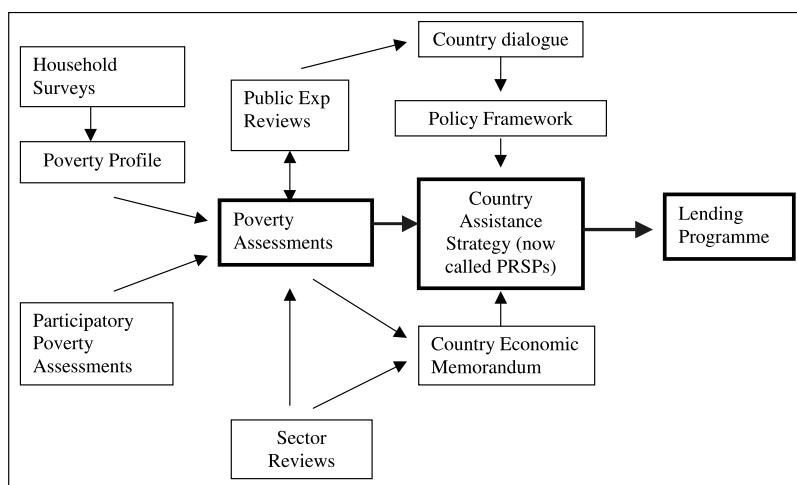 Household
Surveys
Poverty Profile
Participatory
Poverty
Assessments
Public Exp
Reviews
Poverty
Assessments
Sector
Reviews
Country dialogue
Policy Framework
Country
Assistance
Strategy (now
called PRSPs)
Country Economic
Memorandum
Lending
Programme